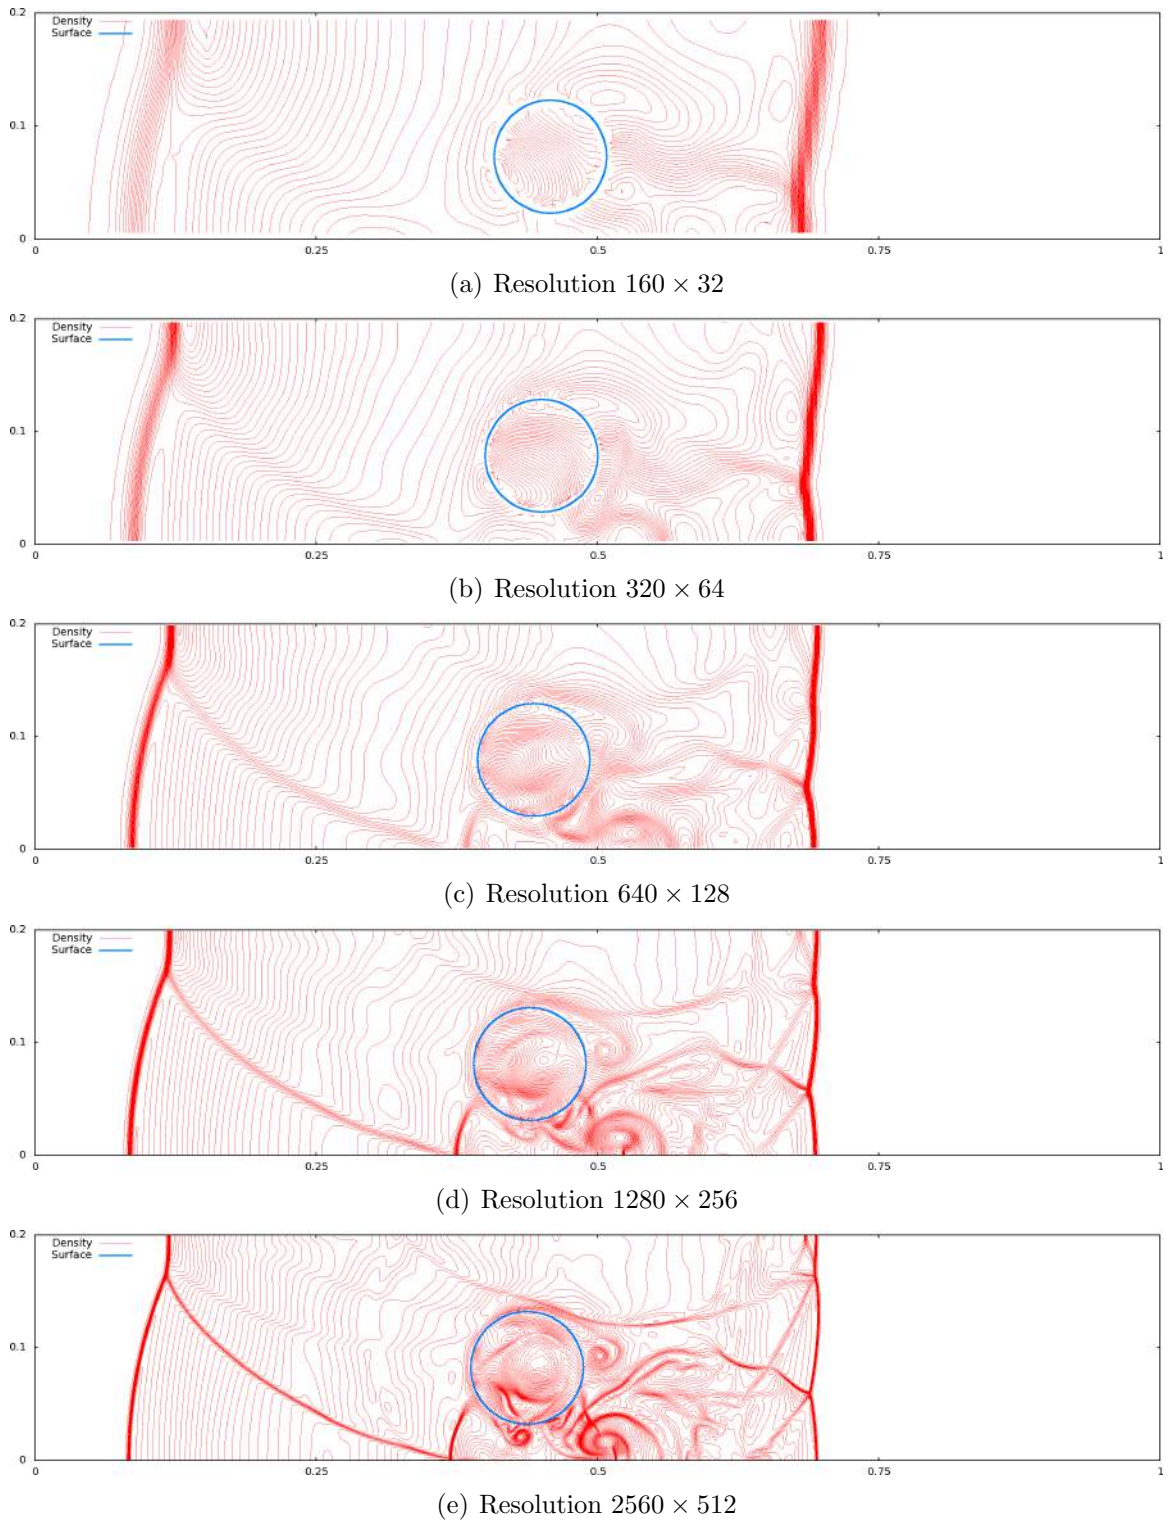 0.2
Density
Surface
0.1
0
0 0.25 0.5 0.75 1
(a) Resolution 160 × 32
0.2
Density
Surface
0.1
0
0 0.25 0.5 0.75 1
(b) Resolution 320 × 64
0.2
Density
Surface
0.1
0
0 0.25 0.5 0.75 1
(c) Resolution 640 × 128
0.2
Density
Surface
0.1
0
0 0.25 0.5 0.75 1
(d) Resolution 1280 × 256
0.2
Density
Surface
0.1
0
0 0.25 0.5 0.75 1
(e) Resolution 2560 × 512